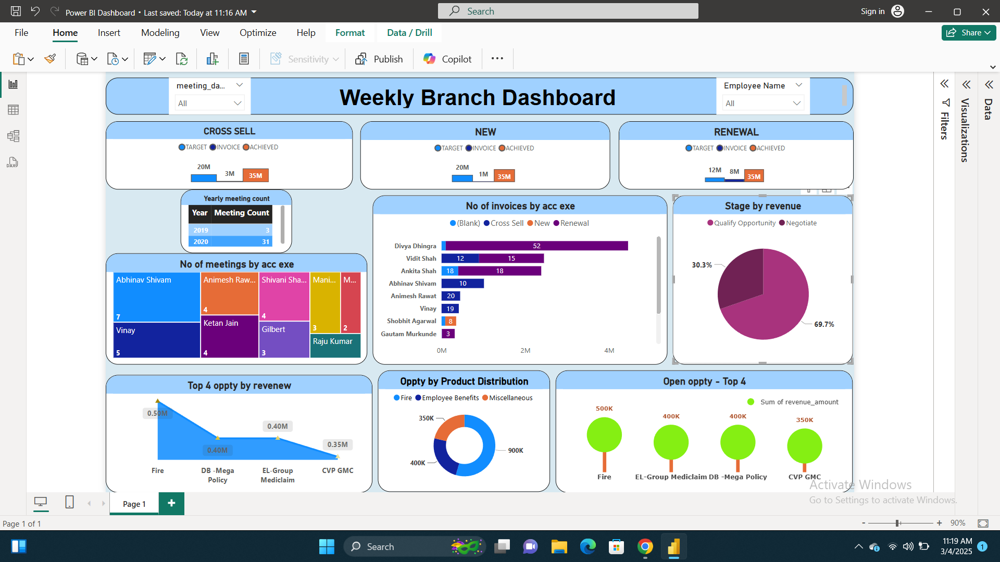 Power BI Dashboard • Last saved: Today at 11:16 AM
Search
Sign in
File Home Insert Modeling View Optimize Help Format Data / Drill
Share
Sensitivity Publish Copilot ...
meeting_da...
All
Weekly Branch Dashboard
Employee Name
All
Filters
Visualizations
Data
CROSS SELL
TARGET INVOICE ACHIEVED
20M 3M 35M
NEW
TARGET INVOICE ACHIEVED
20M 1M 35M
RENEWAL
TARGET INVOICE ACHIEVED
12M 8M 35M
Yearly meeting count
Year Meeting Count
2019 3
2020 31
No of meetings by acc exe
Abhinav Shivam
7
Vinay
5
Animesh Raw...
4
Ketan Jain
4
Shivani Sha...
4
Gilbert
3
Mani...
3
M...
2
Raju Kumar
No of invoices by acc exe
(Blank) Cross Sell New Renewal
Divya Dhingra 52
Vidit Shah 12 15
Ankita Shah 18 18
Abhinav Shivam 10
Animesh Rawat 20
Vinay 19
Shobhit Agarwal 8
Gautam Murkunde 3
0M 2M 4M
Stage by revenue
Qualify Opportunity Negotiate
30.3%
69.7%
Top 4 oppty by revenew
0.50M
0.40M
0.40M
0.35M
Fire
DB -Mega
Policy
EL-Group
Mediclaim
CVP GMC
Oppty by Product Distribution
Fire Employee Benefits Miscellaneous
350K
400K
900K
Open oppty - Top 4
Sum of revenue_amount
500K
400K
400K
350K
Fire
EL-Group Mediclaim
DB -Mega Policy
CVP GMC
Activate Windows
Go to Settings to activate Windows.
Page 1
+
Page 1 of 1
- + 90%
DAX
Search
11:19 AM
3/4/2025
1